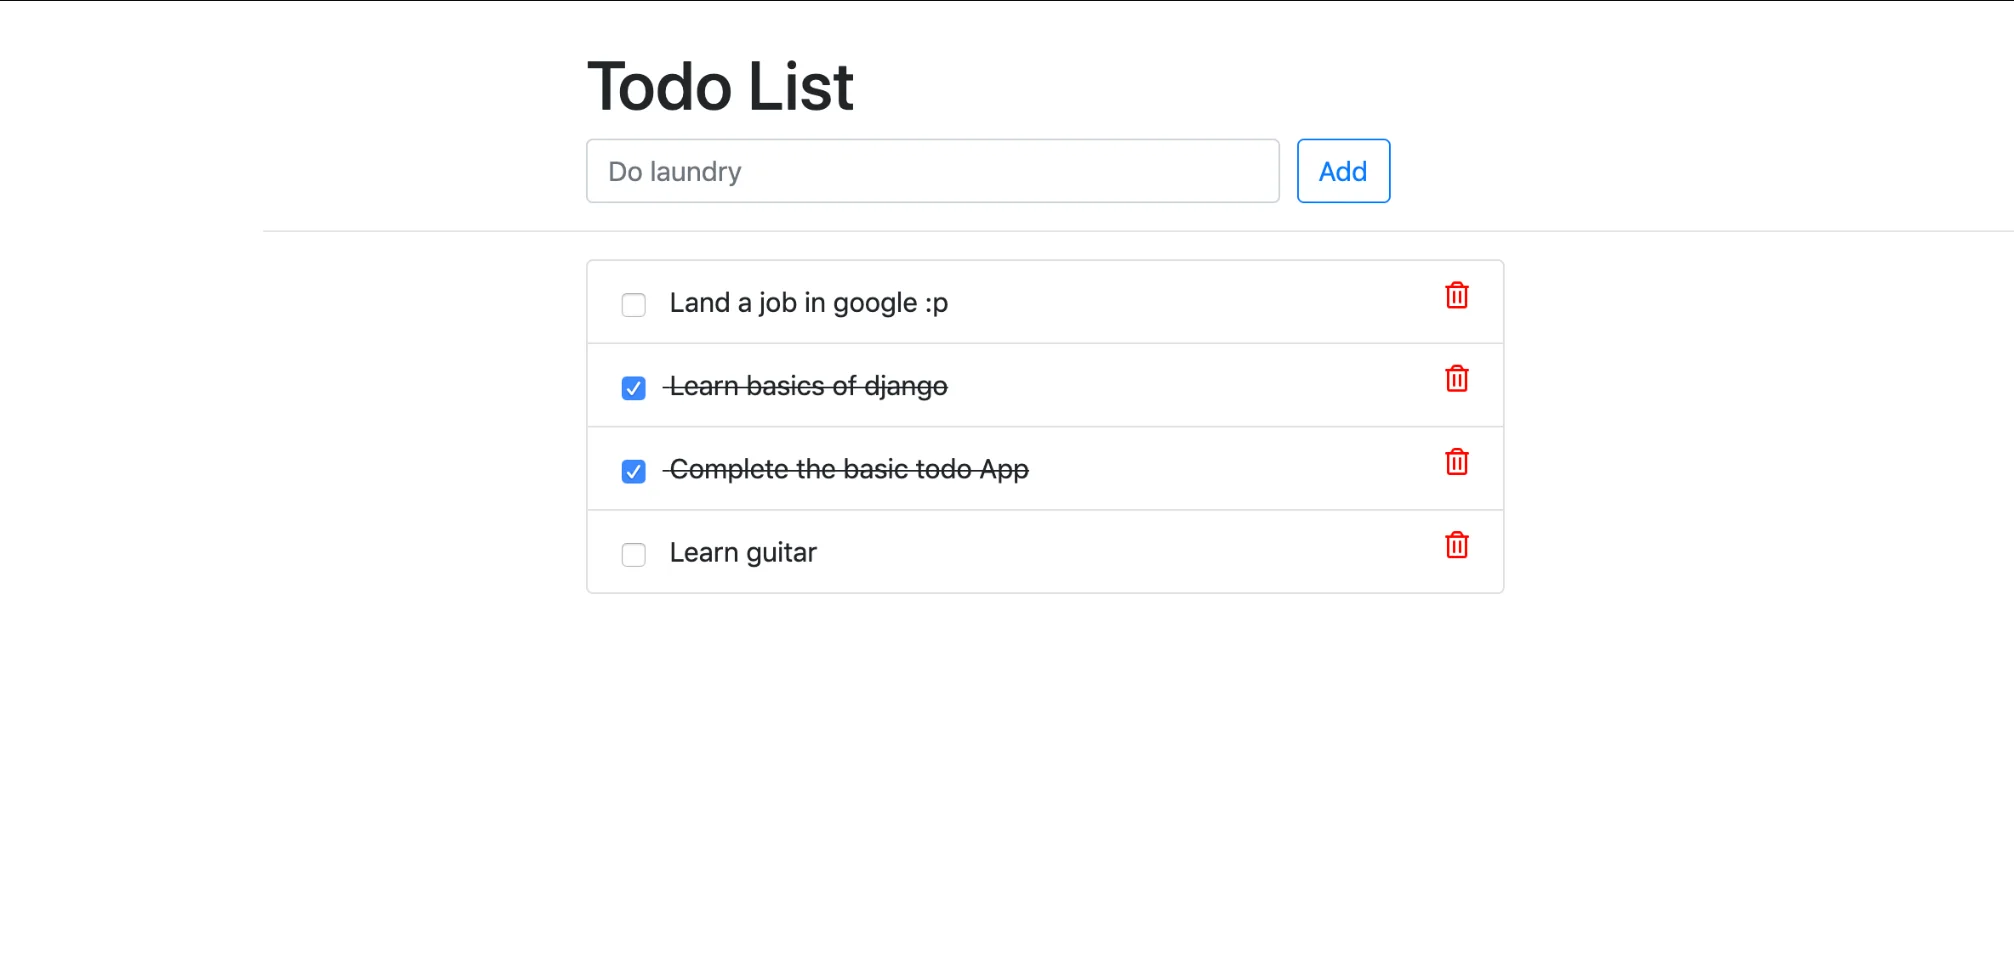 Todo List
Do laundry
Add
Land a job in google :p
Learn basics of django
Complete the basic todo App
Learn guitar